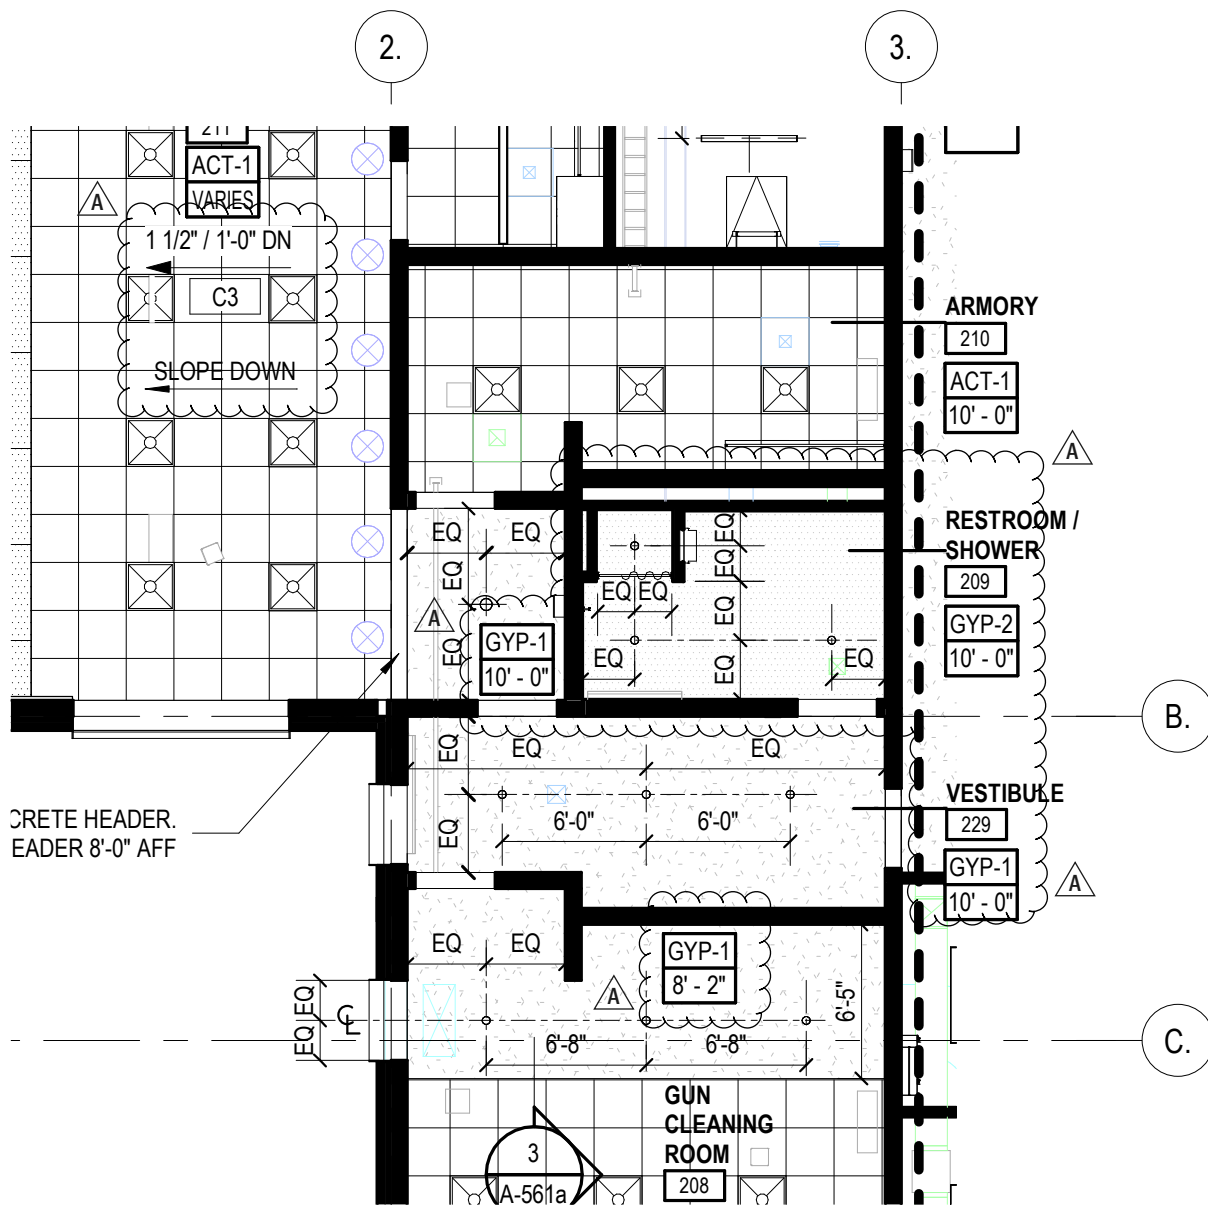 2.
3.
211
ACT-1
VARIES
A
1 1/2" / 1'-0" DN
C3
SLOPE DOWN
ARMORY
210
ACT-1
10' - 0"
A
RESTROOM /
SHOWER
209
GYP-2
10' - 0"
EQ
EQ
EQ
EQ
EQ
EQ
EQ
EQ
EQ
EQ
EQ
EQ
A
GYP-1
10' - 0"
B.
EQ
EQ
EQ
EQ
6'-0"
6'-0"
VESTIBULE
229
GYP-1
10' - 0"
A
CRETE HEADER.
EADER 8'-0" AFF
EQ
EQ
GYP-1
8' - 2"
A
6'-5"
EQ
EQ
CL
6'-8"
6'-8"
C.
GUN
CLEANING
ROOM
208
3
A-561a